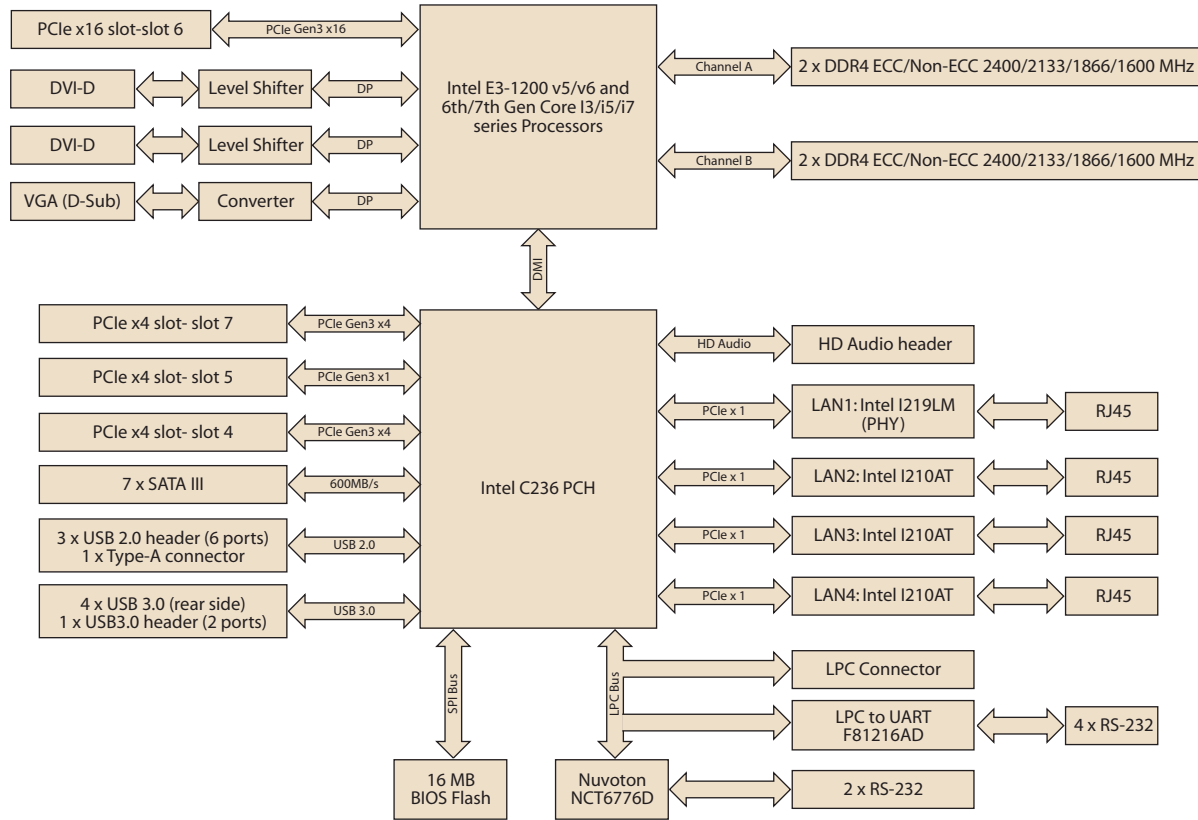 PCIe x16 slot-slot 6
PCIe Gen3 x16
DVI-D
Level Shifter
DP
DVI-D
Level Shifter
DP
VGA (D-Sub)
Converter
DP
Intel E3-1200 v5/v6 and
6th/7th Gen Core I3/i5/i7
series Processors
Channel A
2 x DDR4 ECC/Non-ECC 2400/2133/1866/1600 MHz
Channel B
2 x DDR4 ECC/Non-ECC 2400/2133/1866/1600 MHz
DMI
PCIe x4 slot- slot 7
PCIe Gen3 x4
PCIe x4 slot- slot 5
PCIe Gen3 x1
PCIe x4 slot- slot 4
PCIe Gen3 x4
7 x SATA III
600MB/s
3 x USB 2.0 header (6 ports)
1 x Type-A connector
USB 2.0
4 x USB 3.0 (rear side)
1 x USB3.0 header (2 ports)
USB 3.0
Intel C236 PCH
HD Audio
HD Audio header
PCIe x 1
LAN1: Intel I219LM
(PHY)
RJ45
PCIe x 1
LAN2: Intel I210AT
RJ45
PCIe x 1
LAN3: Intel I210AT
RJ45
PCIe x 1
LAN4: Intel I210AT
RJ45
SPI Bus
LPC Bus
LPC Connector
LPC to UART
F81216AD
4 x RS-232
16 MB
BIOS Flash
Nuvoton
NCT6776D
2 x RS-232